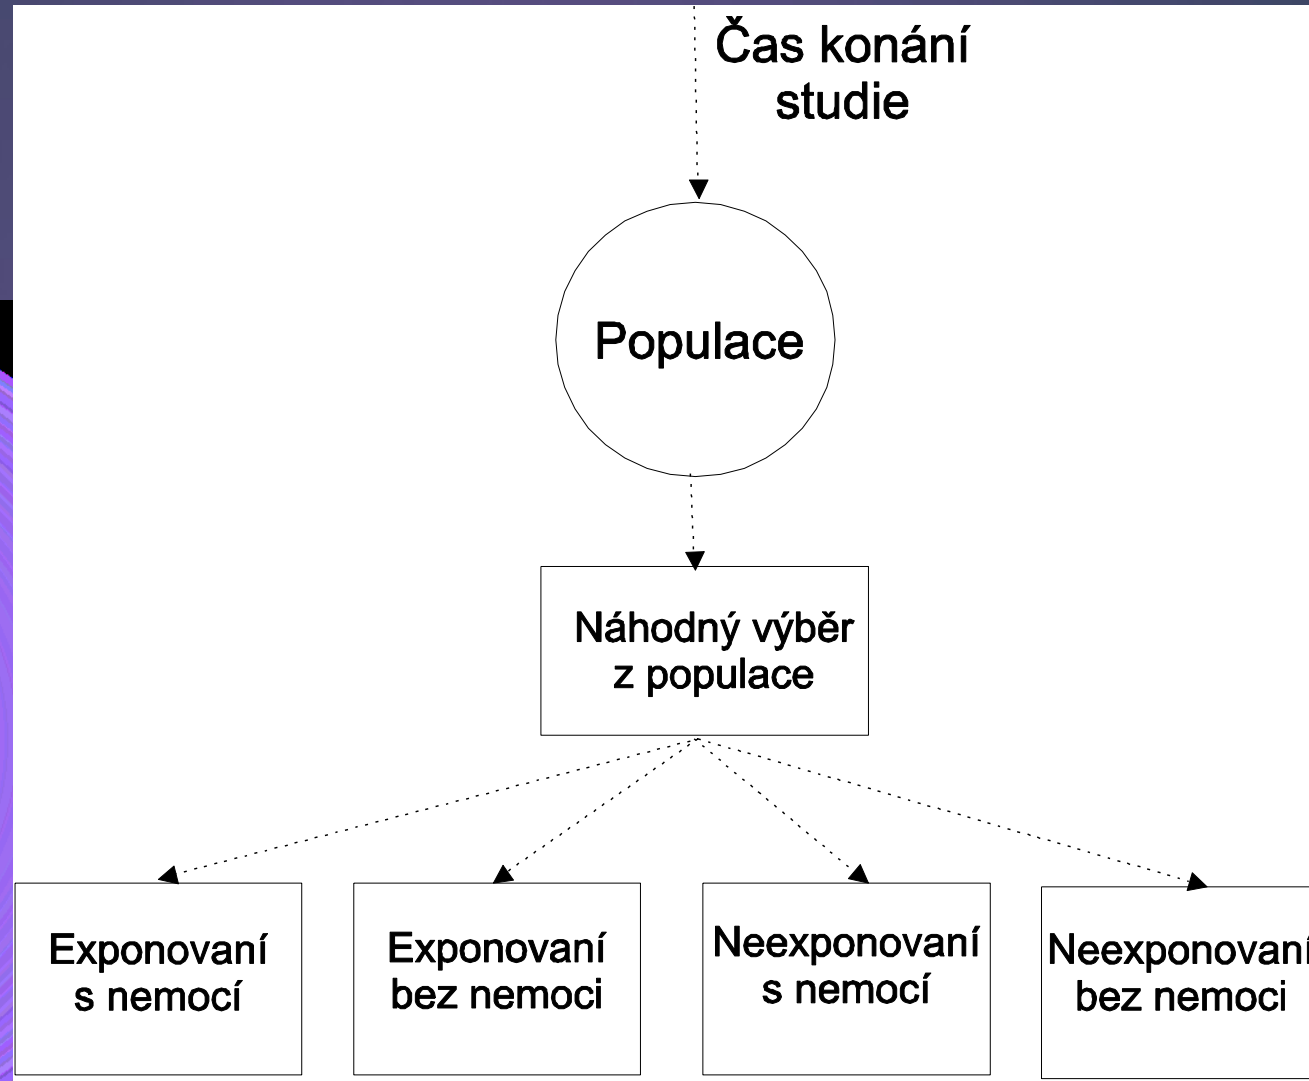 Čas konání
studie
Populace
Náhodný výběr
z populace
Exponovaní
s nemocí
Exponovaní
bez nemoci
Neexponovaní
s nemocí
Neexponovaní
bez nemoci